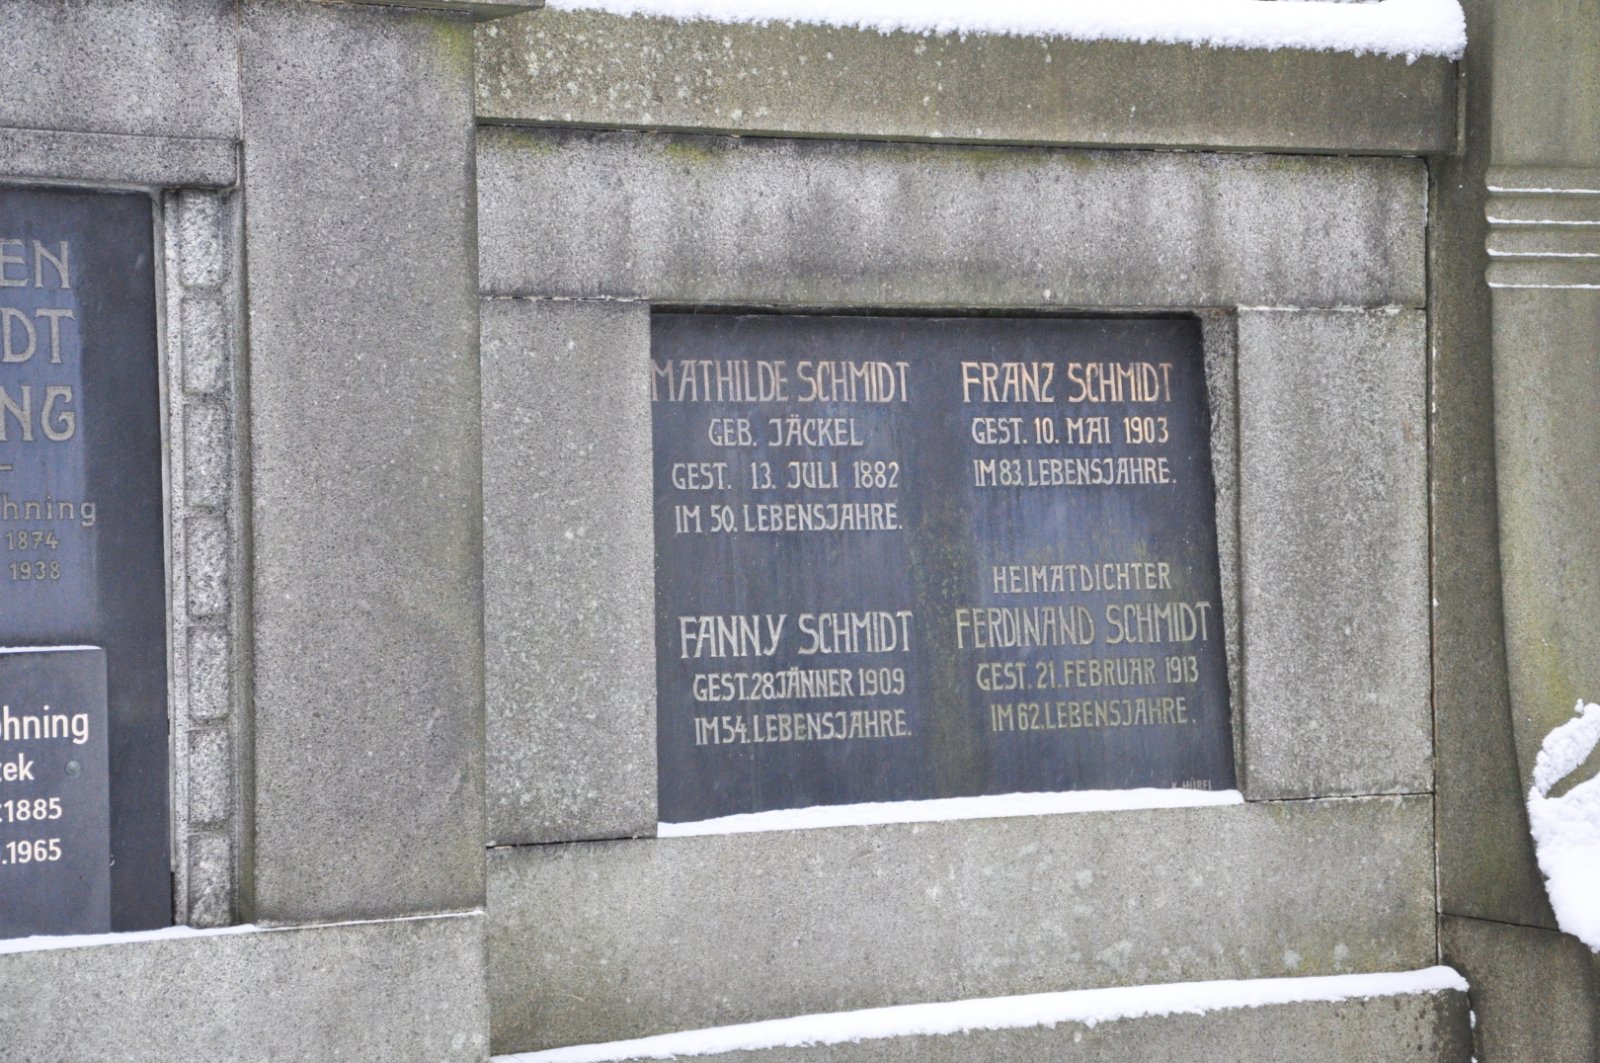 EN
DT
NG
hning
1874
1938
ohning
1885
.1965
MATHILDE SCHMIDT
GEB. JÄCKEL
GEST. 13. JULI 1882
IM 50. LEBENSJAHRE.
FRANZ SCHMIDT
GEST. 10. MAI 1903
IM 83. LEBENSJAHRE.
FANNY SCHMIDT
GEST. 28. JÄNNER 1909
IM 54. LEBENSJAHRE.
HEIMATDICHTER
FERDINAND SCHMIDT
GEST. 21. FEBRUAR 1913
IM 62. LEBENSJAHRE.